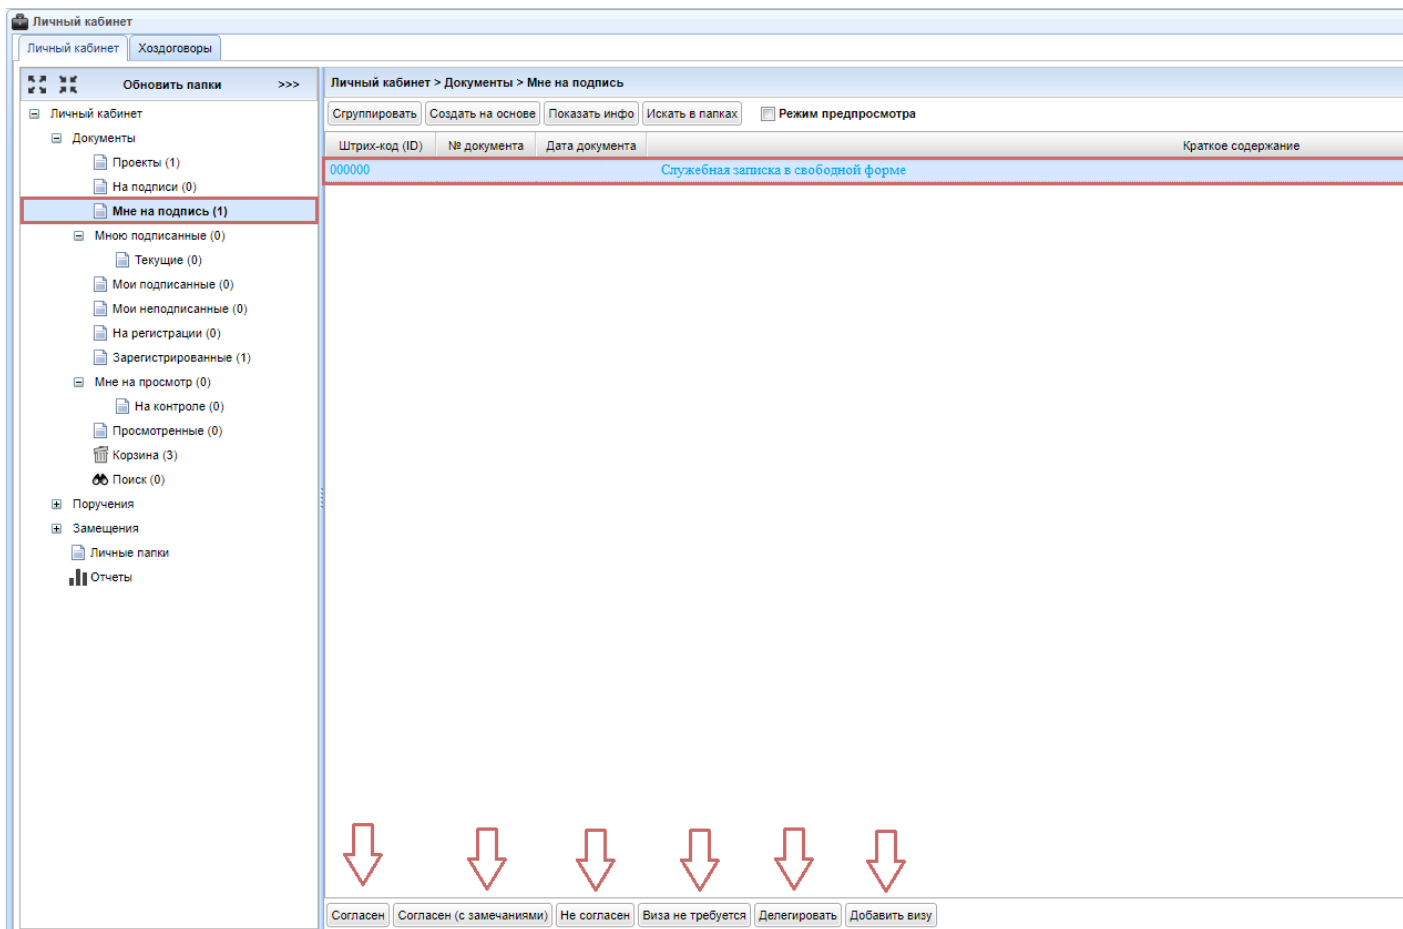 Личный кабинет
Личный кабинет Хоздоговоры
Обновить папки >>>
Личный кабинет
Документы
Проекты (1)
На подписи (0)
Мне на подпись (1)
Мною подписанные (0)
Текущие (0)
Мои подписанные (0)
Мои неподписанные (0)
На регистрации (0)
Зарегистрированные (1)
Мне на просмотр (0)
На контроле (0)
Просмотренные (0)
Корзина (3)
Поиск (0)
Поручения
Замещения
Личные папки
Отчеты
Личный кабинет > Документы > Мне на подпись
Сгруппировать Создать на основе Показать инфо Искать в папках Режим предпросмотра
Штрих-код (ID) № документа Дата документа Краткое содержание
000000 Служебная записка в свободной форме
Согласен Согласен (с замечаниями) Не согласен Виза не требуется Делегировать Добавить визу